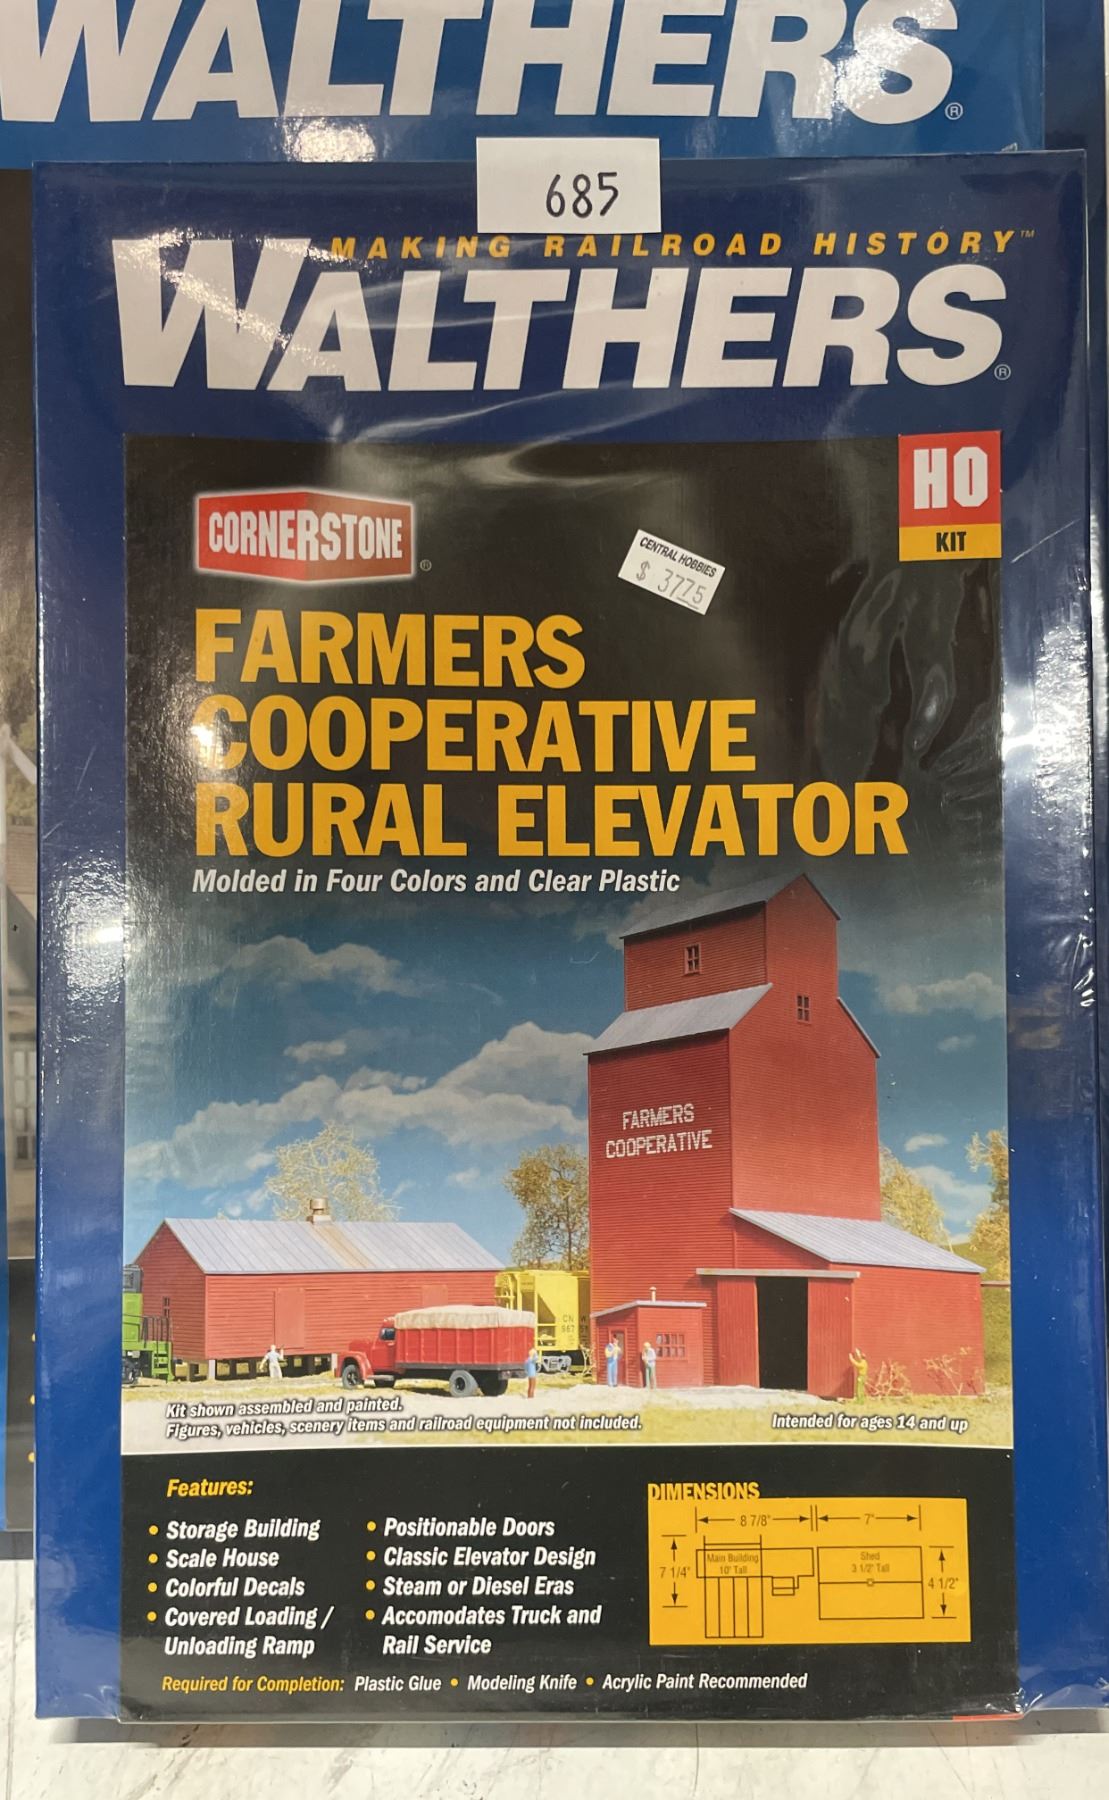 WALTHERS®
685
MAKING RAILROAD HISTORY™
WALTHERS®
HO
KIT
CORNERSTONE®
CENTRAL HOBBIES
$ 37.75
FARMERS
COOPERATIVE
RURAL ELEVATOR
Molded in Four Colors and Clear Plastic
FARMERS
COOPERATIVE
CNW
Kit shown assembled and painted.
Figures, vehicles, scenery items and railroad equipment not included.
Intended for ages 14 and up
Features:
• Storage Building
• Scale House
• Colorful Decals
• Covered Loading /
Unloading Ramp
• Positionable Doors
• Classic Elevator Design
• Steam or Diesel Eras
• Accomodates Truck and
Rail Service
DIMENSIONS
8 7/8"
7"
7 1/4"
Main Building
10" Tall
Shed
3 1/2" Tall
4 1/2"
Required for Completion: Plastic Glue • Modeling Knife • Acrylic Paint Recommended